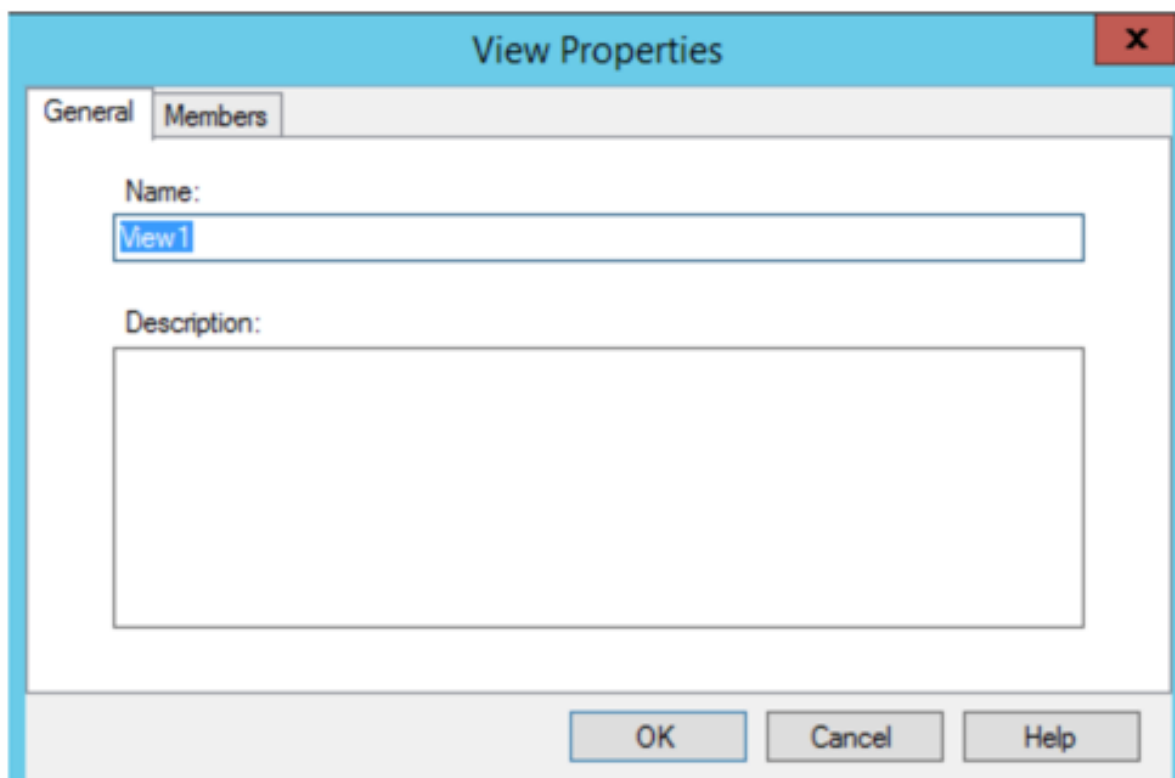 View Properties
x
General Members
Name:
View1
Description:
OK Cancel Help